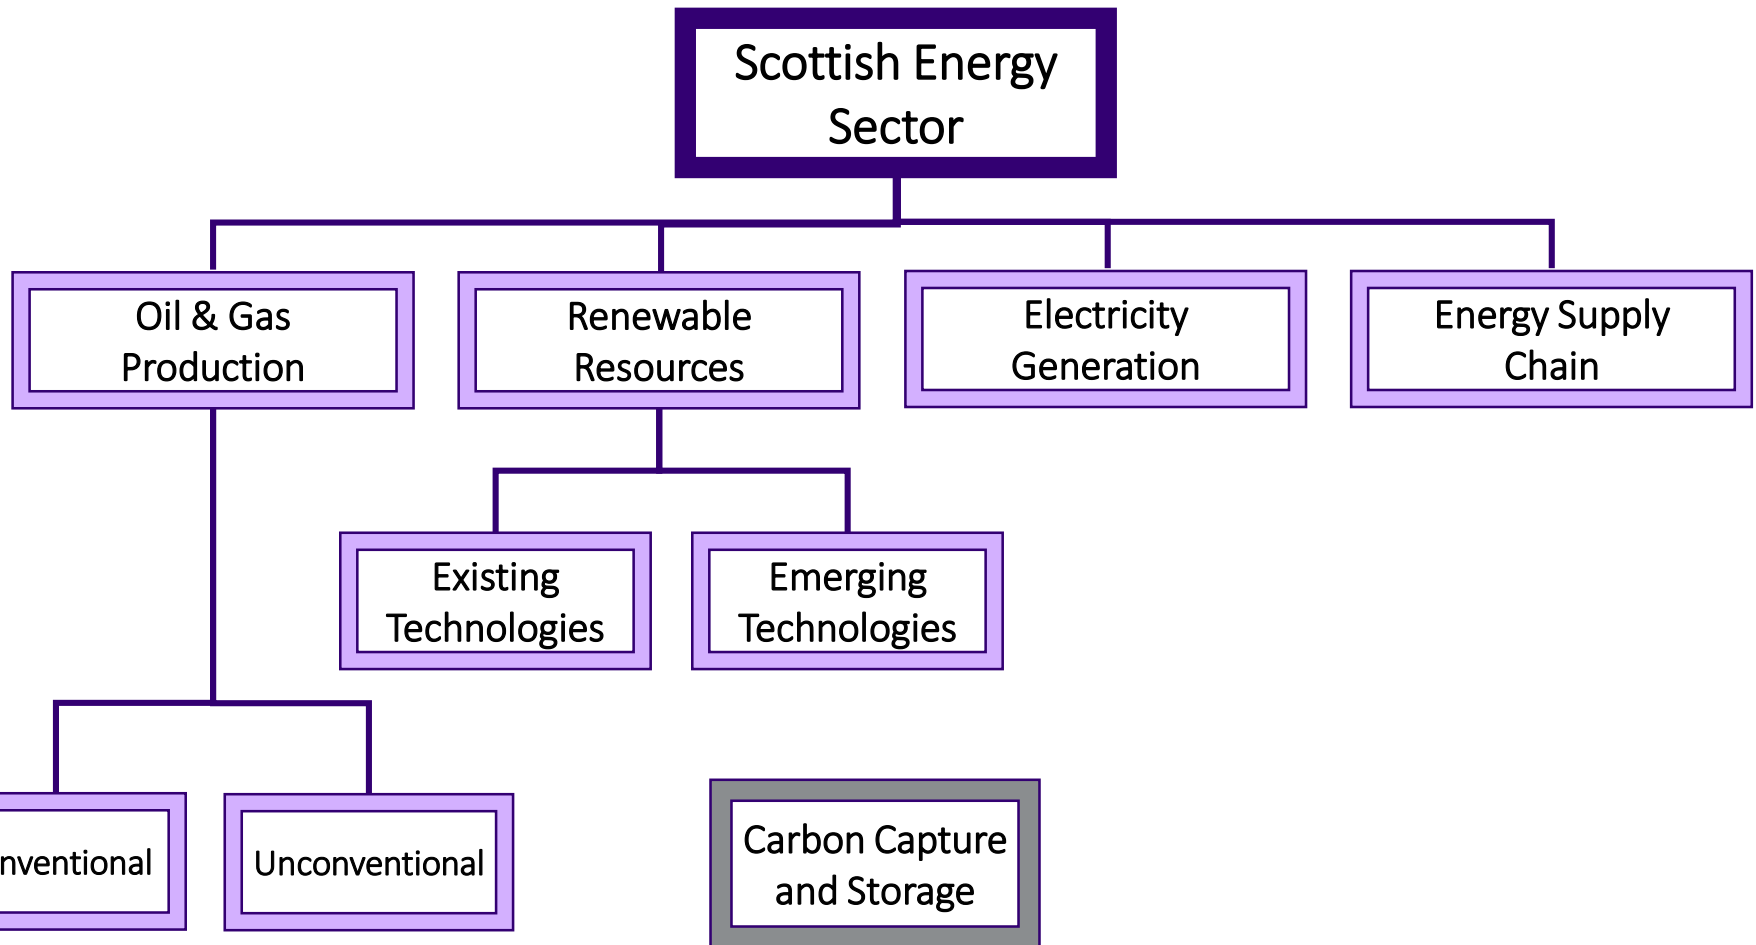 Scottish Energy
Sector
Oil & Gas
Production
Renewable
Resources
Electricity
Generation
Energy Supply
Chain
Existing
Technologies
Emerging
Technologies
nventional
Unconventional
Carbon Capture
and Storage